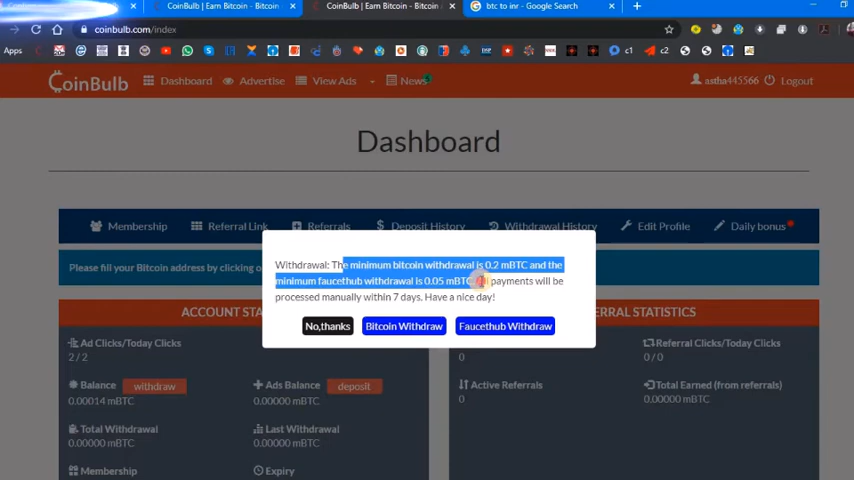 CoinBulb | Earn Bitcoin - Bitcoin
CoinBulb | Earn Bitcoin - Bitcoin
btc to inr - Google Search
coinbulb.com/index
Apps
c1
c2
CoinBulb
Dashboard
Advertise
View Ads
News
astha445566
Logout
Dashboard
Membership
Referral Link
Referrals
Deposit History
Withdrawal History
Edit Profile
Daily bonus
Please fill your Bitcoin address by clicking
Withdrawal: The minimum bitcoin withdrawal is 0.2 mBTC and the
minimum faucethub withdrawal is 0.05 mBTC. All payments will be
processed manually within 7 days. Have a nice day!
No,thanks
Bitcoin Withdraw
Faucethub Withdraw
ACCOUNT STA
RRAL STATISTICS
Ad Clicks/Today Clicks
2 / 2
Balance
withdraw
0.00014 mBTC
Ads Balance
deposit
0.00000 mBTC
Total Withdrawal
0.00000 mBTC
Last Withdrawal
0.00000 mBTC
Membership
Expiry
0
Referral Clicks/Today Clicks
0 / 0
Active Referrals
0
Total Earned (from referrals)
0.00000 mBTC